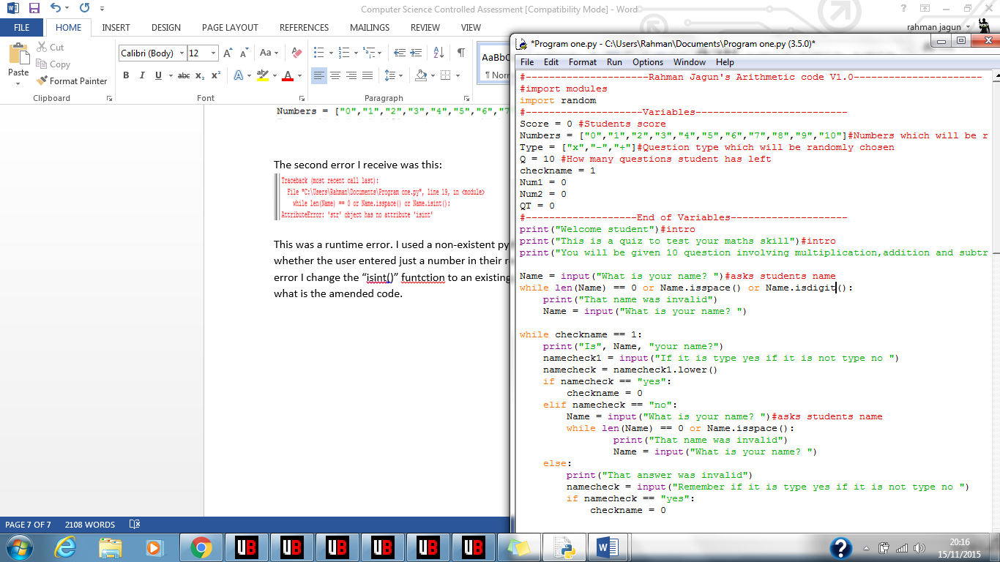 Computer Science Controlled Assessment [Compatibility Mode] - Word
FILE HOME INSERT DESIGN PAGE LAYOUT REFERENCES MAILINGS REVIEW VIEW
rahman jagun
Paste
Cut
Copy
Format Painter
Calibri (Body) 12
AaBbC
¶ Norr
Clipboard
Font
Paragraph
Numbers = ["0","1","2","3","4","5","6","7
The second error I receive was this:
Traceback (most recent call last):
File "C:\Users\Rahman\Documents\Program one.py", line 19, in <module>
while len(Name) == 0 or Name.isspace() or Name.isint():
AttributeError: 'str' object has no attribute 'isint'
This was a runtime error. I used a non-existent py
whether the user entered just a number in their r
error I change the “isint()” funtction to an existing
what is the amended code.
PAGE 7 OF 7 2108 WORDS
*Program one.py - C:\Users\Rahman\Documents\Program one.py (3.5.0)*
File Edit Format Run Options Window Help
#---------------------Rahman Jagun's Arithmetic code V1.0----------------------
#import modules
import random
#--------------------Variables--------------------------
Score = 0 #Students score
Numbers = ["0","1","2","3","4","5","6","7","8","9","10"]#Numbers which will be r
Type = ["x","-","+"]#Question type which will be randomly chosen
Q = 10 #How many questions student has left
checkname = 1
Num1 = 0
Num2 = 0
QT = 0
#-------------------End of Variables--------------------
print("Welcome student")#intro
print("This is a quiz to test your maths skill")#intro
print("You will be given 10 question involving multiplication,addition and subtr
Name = input("What is your name? ")#asks students name
while len(Name) == 0 or Name.isspace() or Name.isdigit():
    print("That name was invalid")
    Name = input("What is your name? ")
while checkname == 1:
    print("Is", Name, "your name?")
    namecheck1 = input("If it is type yes if it is not type no ")
    namecheck = namecheck1.lower()
    if namecheck == "yes":
        checkname = 0
    elif namecheck == "no":
        Name = input("What is your name? ")#asks students name
        while len(Name) == 0 or Name.isspace():
                print("That name was invalid")
                Name = input("What is your name? ")
    else:
        print("That answer was invalid")
        namecheck = input("Remember if it is type yes if it is not type no ")
        if namecheck == "yes":
            checkname = 0
UB UB UB UB UB UB
20:16
15/11/2015